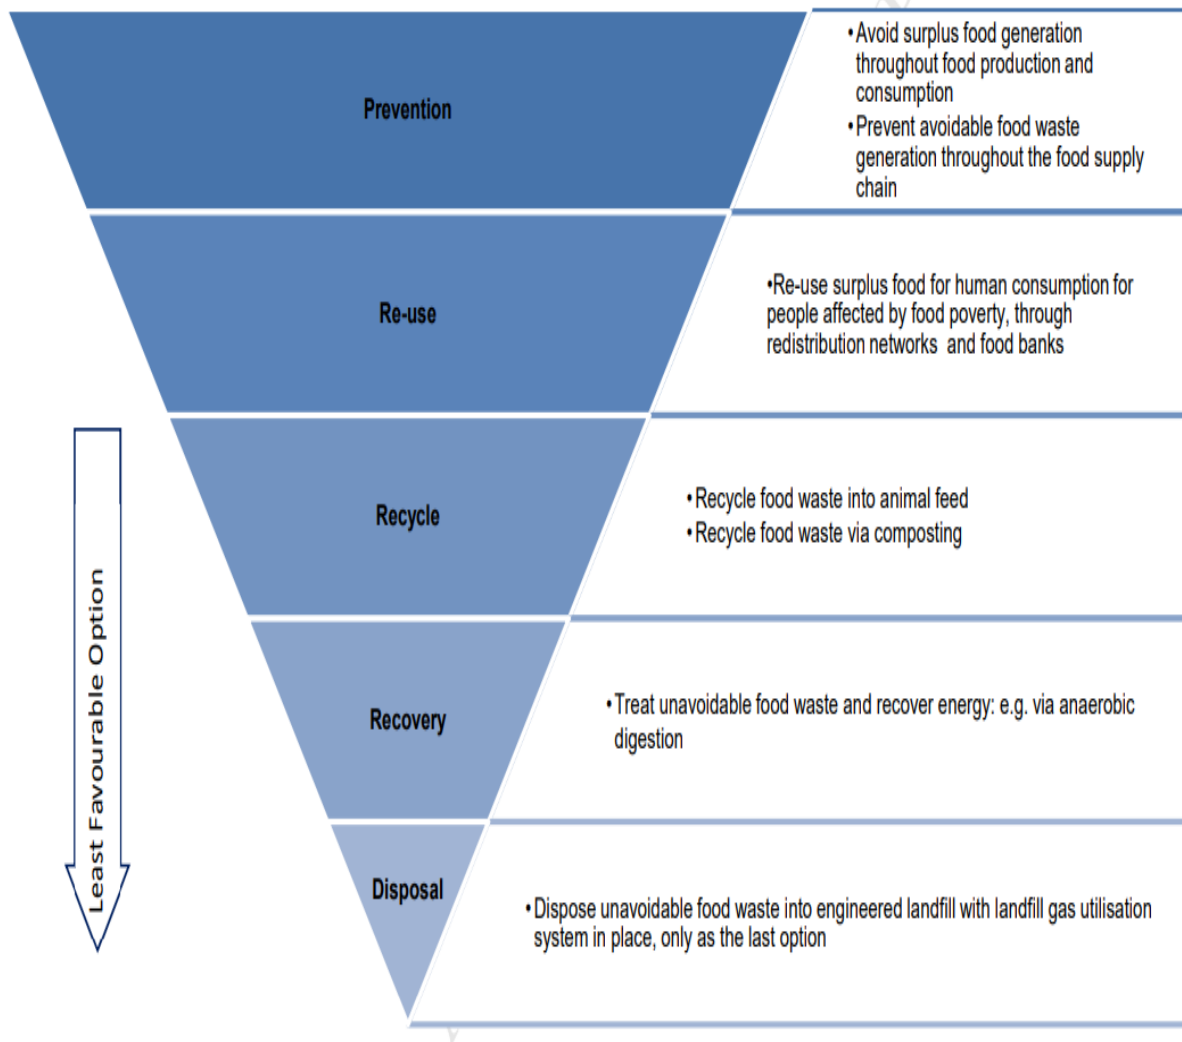 Prevention
•Avoid surplus food generation
throughout food production and
consumption
•Prevent avoidable food waste
generation throughout the food supply
chain
Re-use
•Re-use surplus food for human consumption for
people affected by food poverty, through
redistribution networks and food banks
Recycle
•Recycle food waste into animal feed
•Recycle food waste via composting
Recovery
•Treat unavoidable food waste and recover energy: e.g. via anaerobic
digestion
Disposal
•Dispose unavoidable food waste into engineered landfill with landfill gas utilisation
system in place, only as the last option
Least Favourable Option